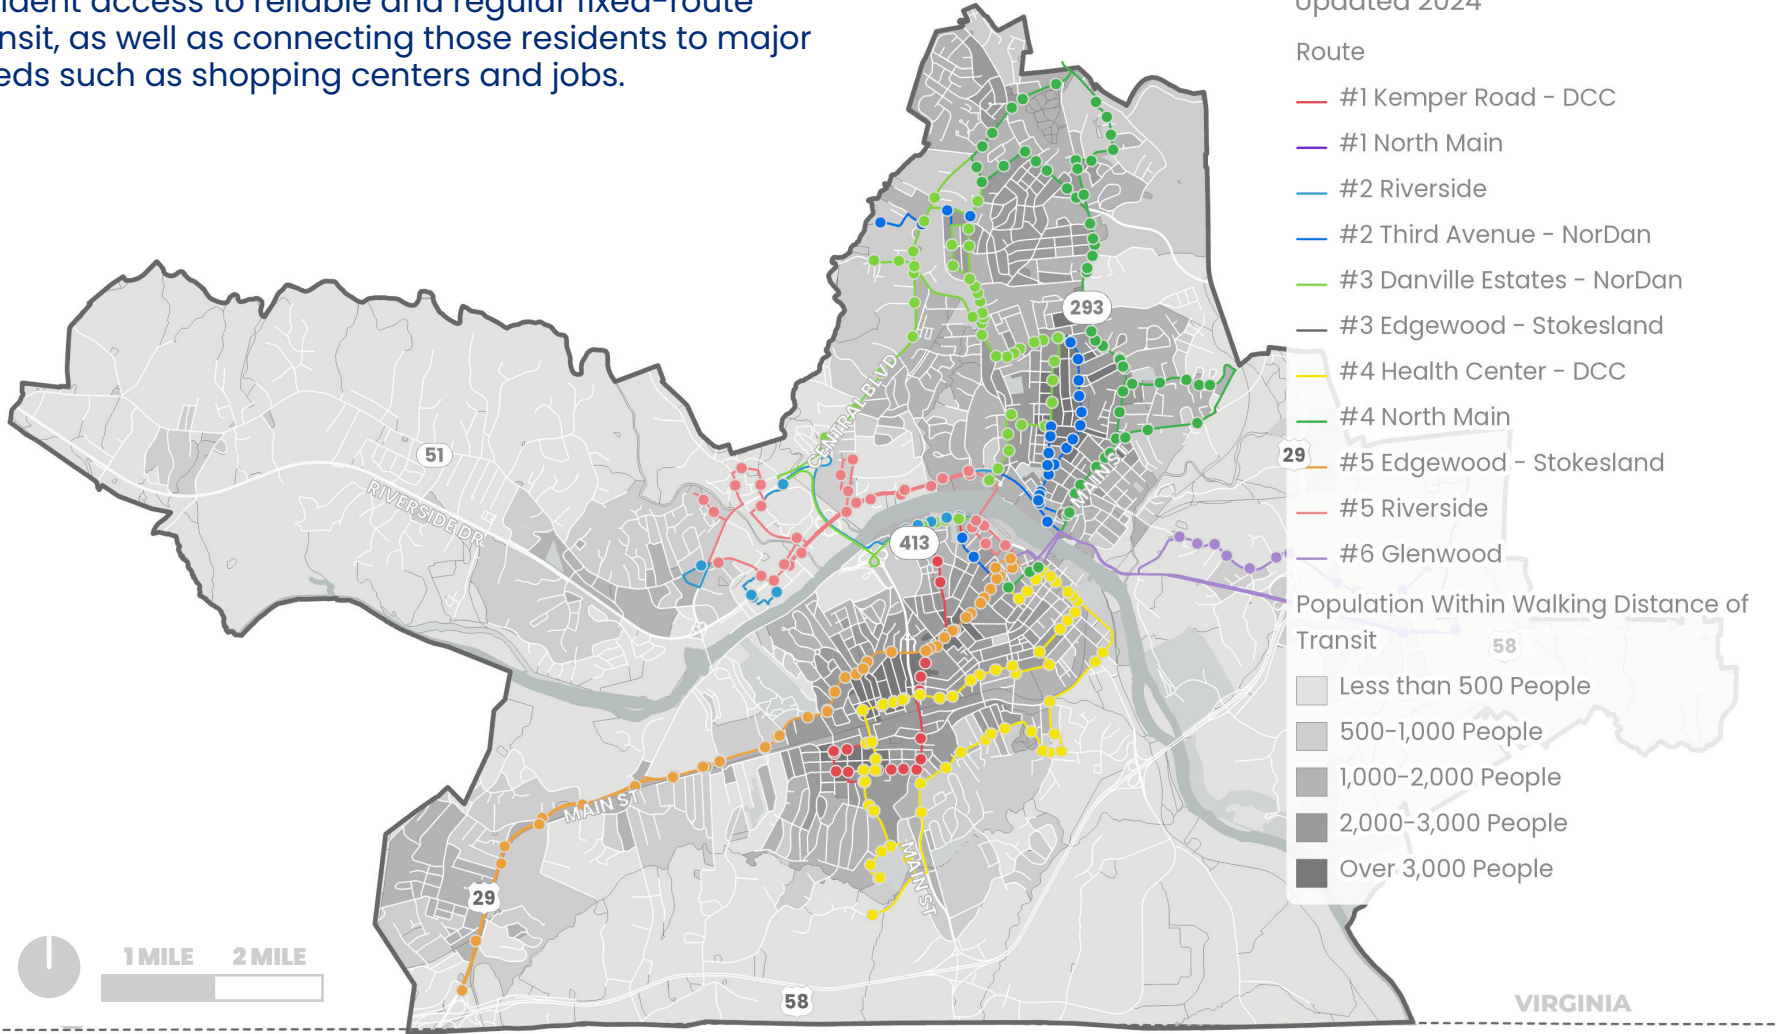 ident access to reliable and regular fixed-route
nsit, as well as connecting those residents to major
eds such as shopping centers and jobs.
Updated 2024
Route
#1 Kemper Road - DCC
#1 North Main
#2 Riverside
#2 Third Avenue - NorDan
#3 Danville Estates - NorDan
#3 Edgewood - Stokesland
#4 Health Center - DCC
#4 North Main
#5 Edgewood - Stokesland
#5 Riverside
#6 Glenwood
Population Within Walking Distance of
Transit
Less than 500 People
500-1,000 People
1,000-2,000 People
2,000-3,000 People
Over 3,000 People
293
CENTRAL BLVD
51
RIVERSIDE DR
MAIN ST
29
413
58
MAIN ST
MAIN ST
29
58
1 MILE 2 MILE
VIRGINIA